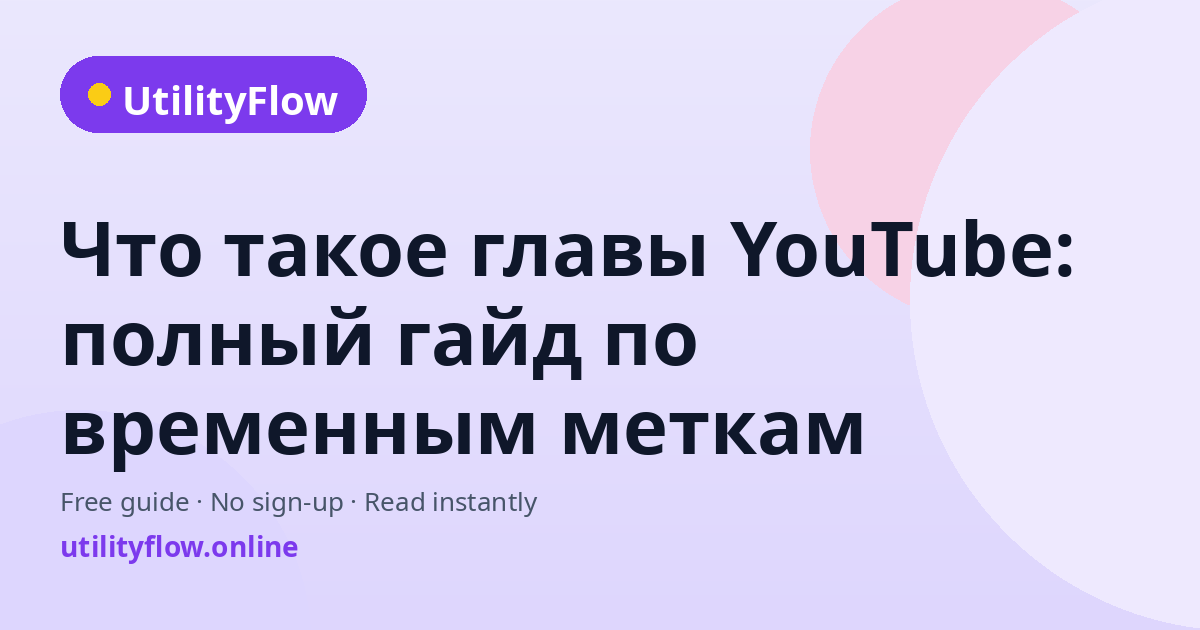 UtilityFlow
Что такое главы YouTube:
полный гайд по
временным меткам
Free guide · No sign-up · Read instantly
utilityflow.online